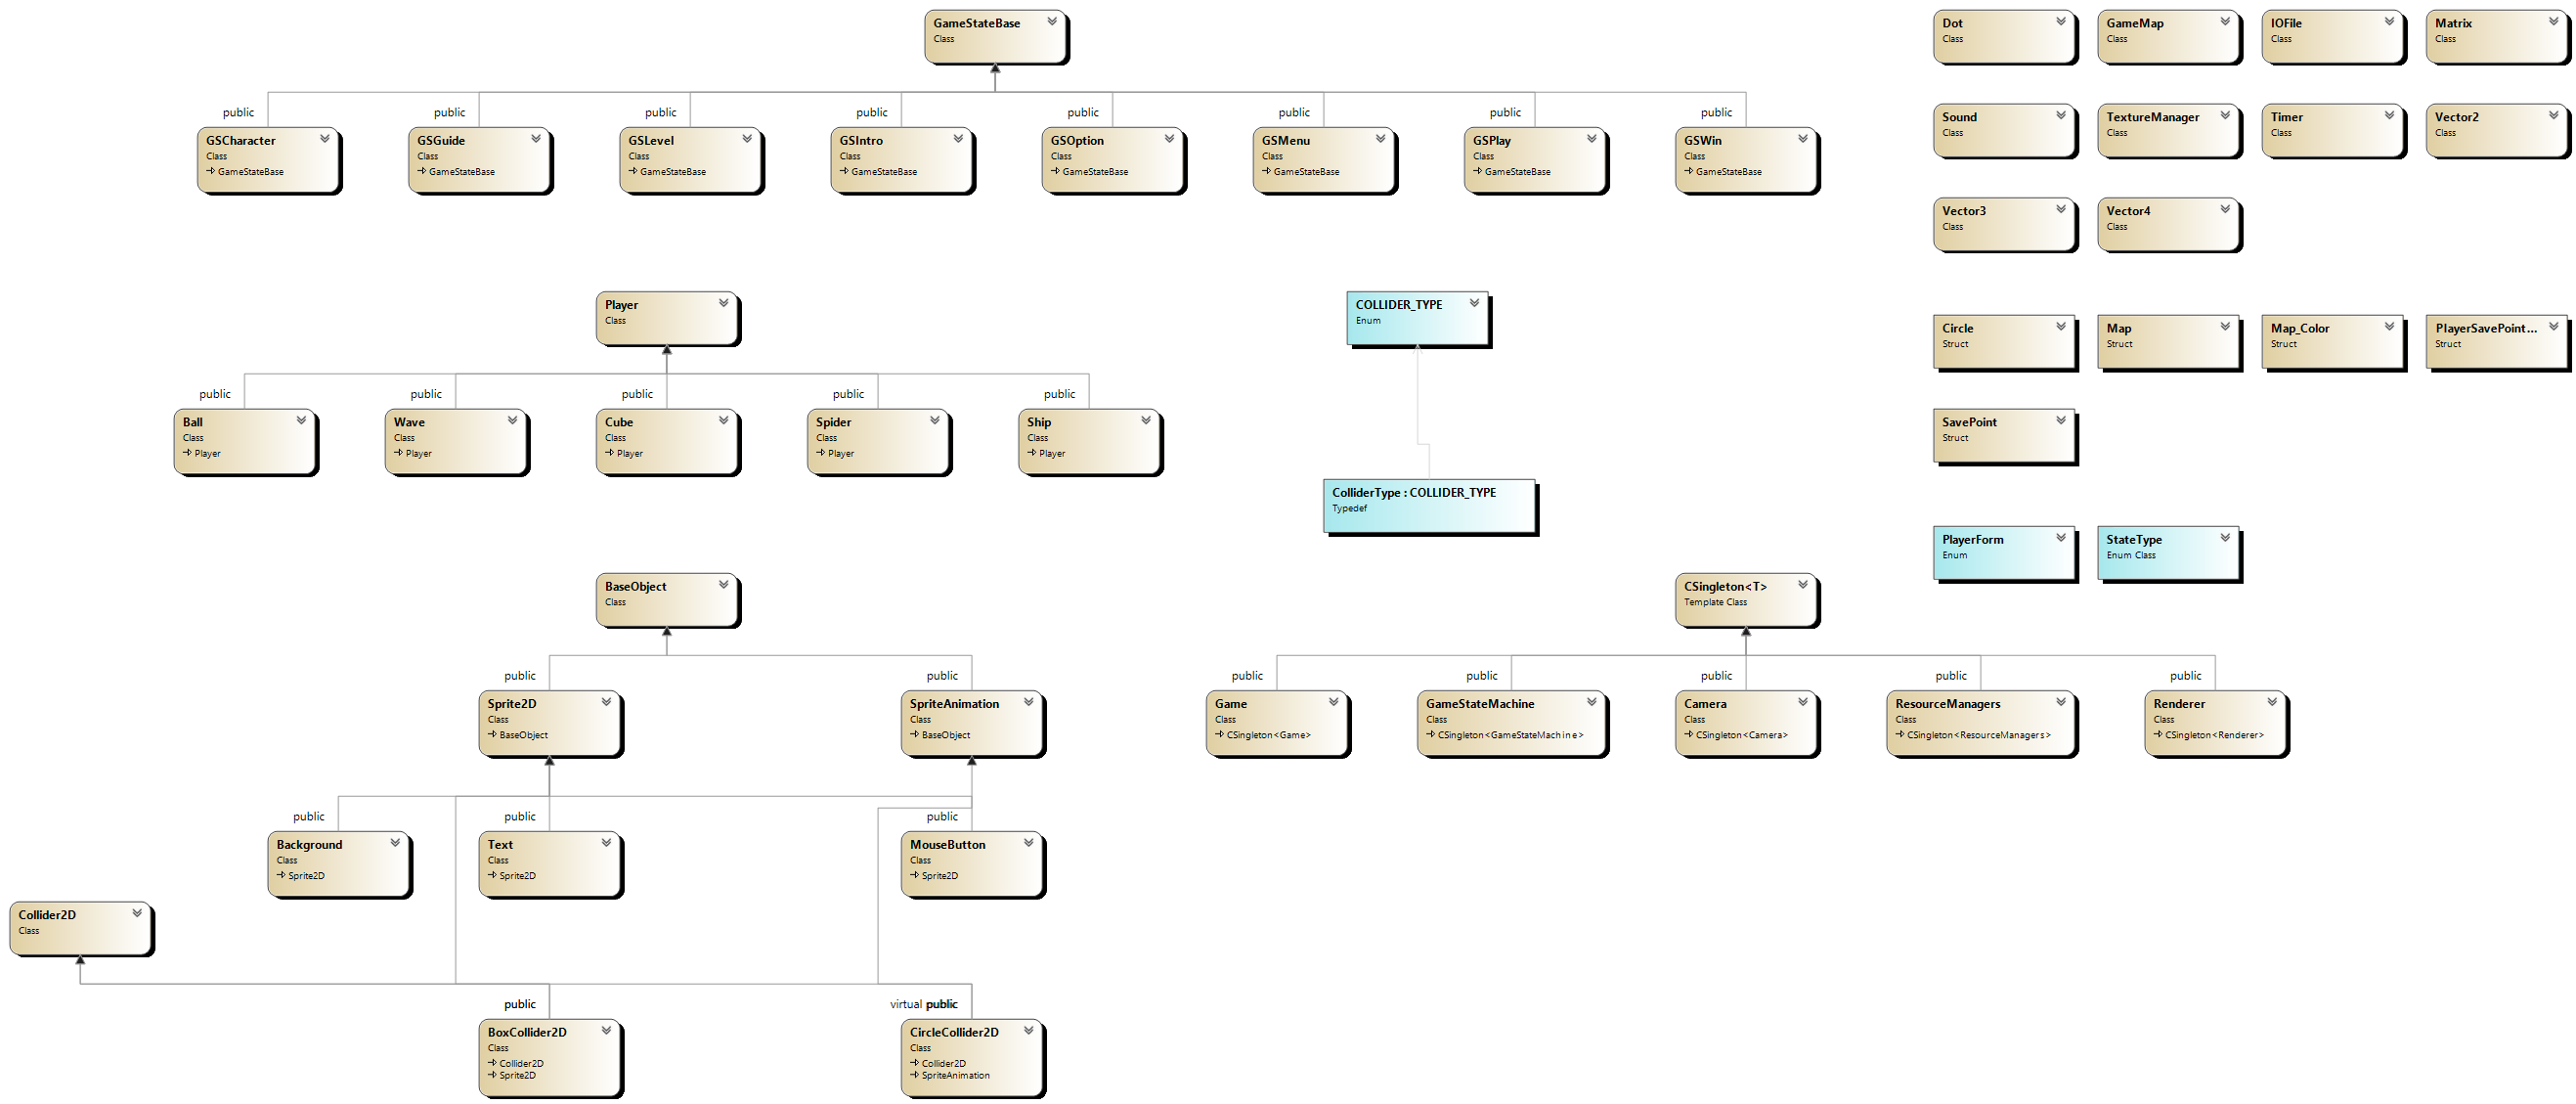 GameStateBase
Class
public
GSCharacter
Class
GameStateBase
public
GSGuide
Class
GameStateBase
public
GSLevel
Class
GameStateBase
public
GSIntro
Class
GameStateBase
public
GSOption
Class
GameStateBase
public
GSMenu
Class
GameStateBase
public
GSPlay
Class
GameStateBase
public
GSWin
Class
GameStateBase
Dot
Class
GameMap
Class
IOFile
Class
Matrix
Class
Sound
Class
TextureManager
Class
Timer
Class
Vector2
Class
Vector3
Class
Vector4
Class
Player
Class
public
Ball
Class
Player
public
Wave
Class
Player
public
Cube
Class
Player
public
Spider
Class
Player
public
Ship
Class
Player
COLLIDER_TYPE
Enum
ColliderType : COLLIDER_TYPE
Typedef
Circle
Struct
Map
Struct
Map_Color
Struct
PlayerSavePoint...
Struct
SavePoint
Struct
PlayerForm
Enum
StateType
Enum Class
BaseObject
Class
public
Sprite2D
Class
BaseObject
public
SpriteAnimation
Class
BaseObject
public
Background
Class
Sprite2D
public
Text
Class
Sprite2D
public
MouseButton
Class
Sprite2D
Collider2D
Class
public
BoxCollider2D
Class
Collider2D
Sprite2D
virtual public
CircleCollider2D
Class
Collider2D
SpriteAnimation
CSingleton<T>
Template Class
public
Game
Class
CSingleton<Game>
public
GameStateMachine
Class
CSingleton<GameStateMachine>
public
Camera
Class
CSingleton<Camera>
public
ResourceManagers
Class
CSingleton<ResourceManagers>
public
Renderer
Class
CSingleton<Renderer>